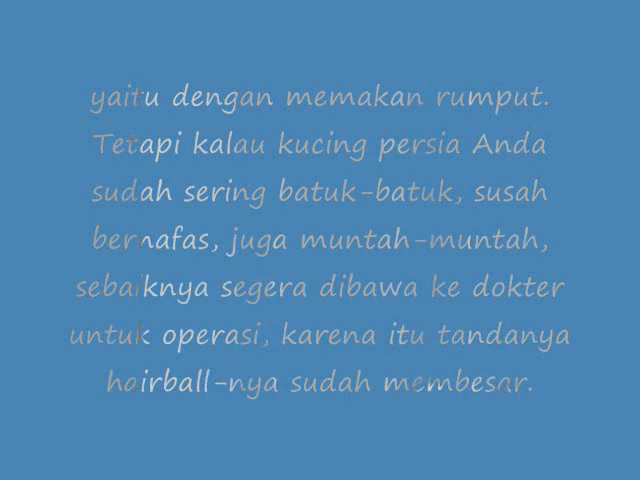 yaitu dengan memakan rumput.
Tetapi kalau kucing persia Anda
sudah sering batuk-batuk, susah
bernafas, juga muntah-muntah,
sebaiknya segera dibawa ke dokter
untuk operasi, karena itu tandanya
hairball-nya sudah membesar.